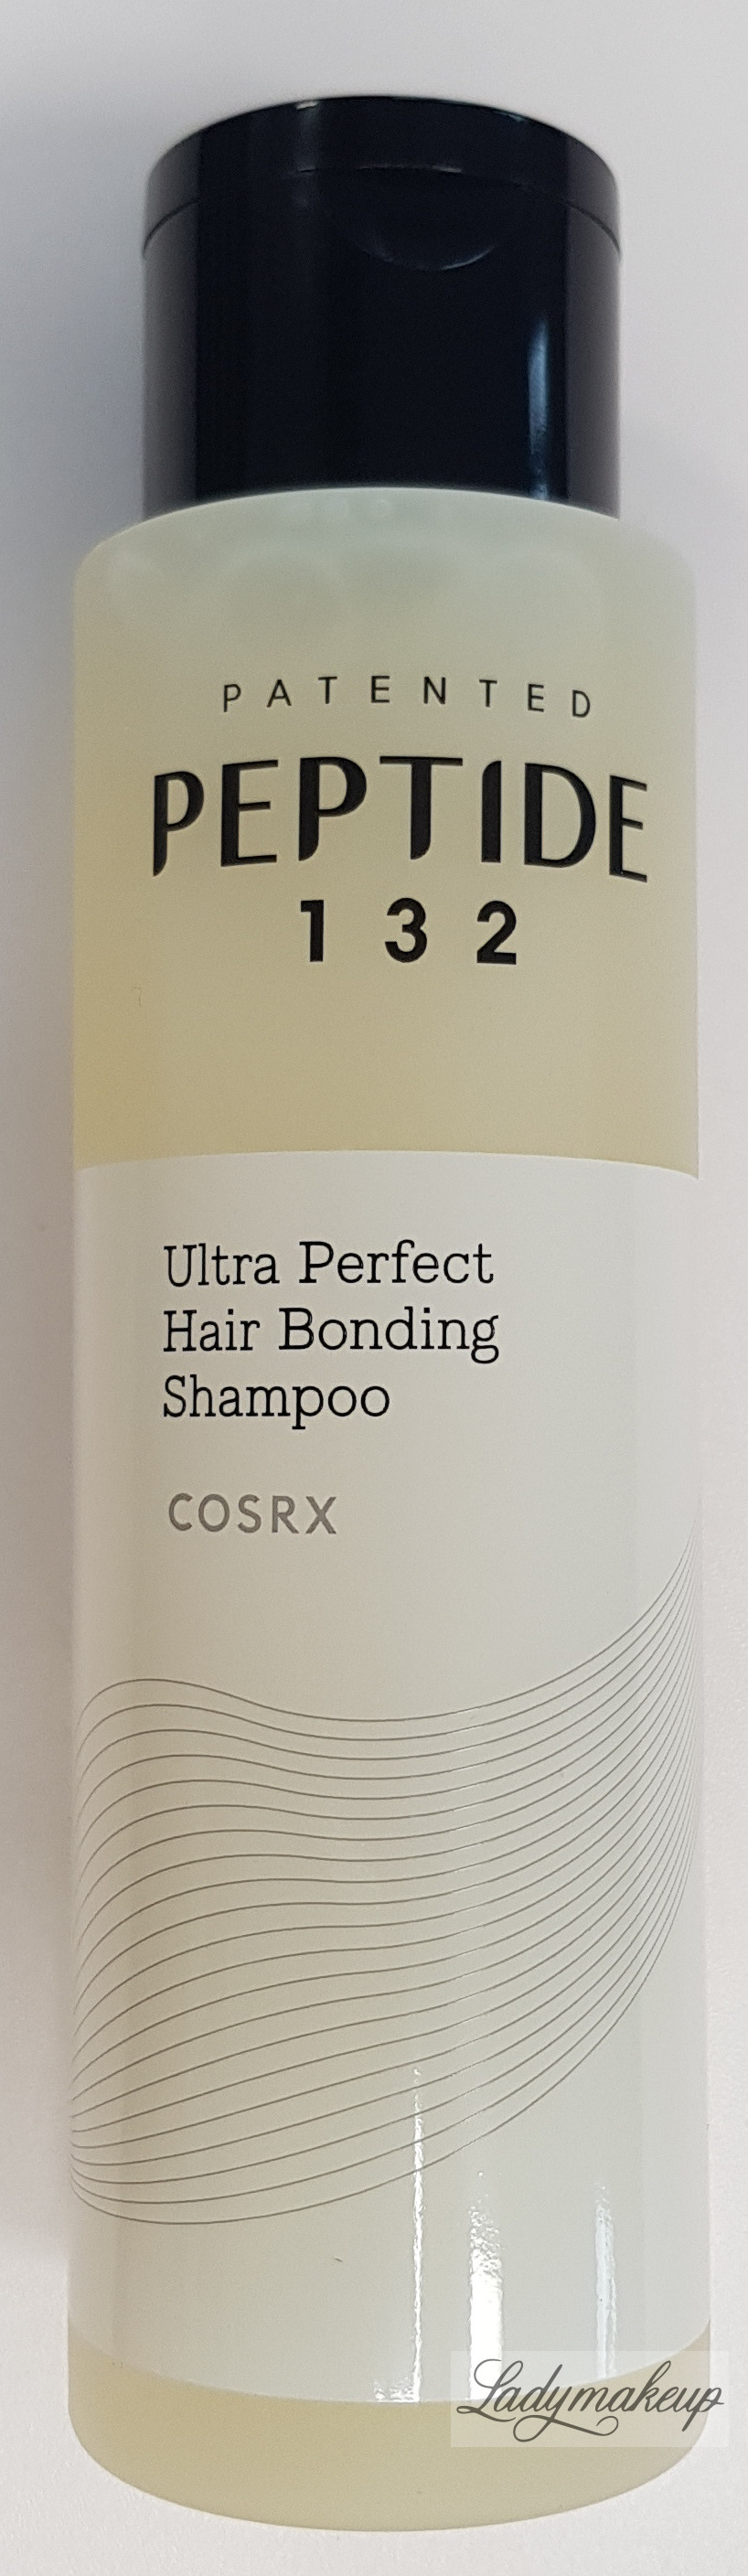 PATENTED
PEPTIDE
132
Ultra Perfect
Hair Bonding
Shampoo
COSRX
Ladymakeup